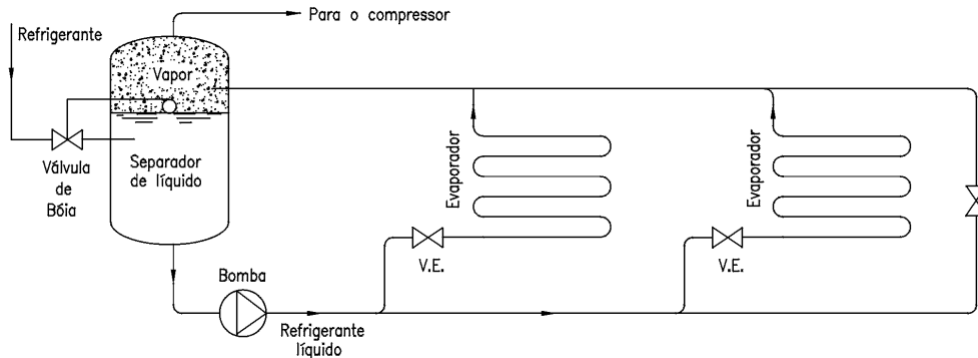 Para o compressor
Refrigerante
Vapor
Válvula
de
Bóia
Separador
de líquido
Evaporador
Evaporador
V.E.
V.E.
Bomba
Refrigerante
líquido